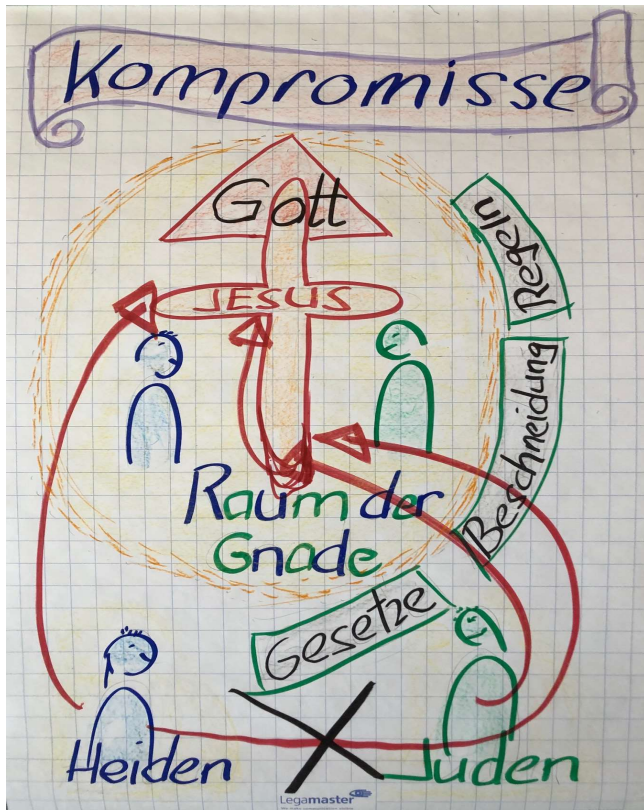 Kompromisse
Gott
JESUS
Regeln
Beschneidung
Raum der
Gnade
Gesetze
Heiden
Juden
Legamaster